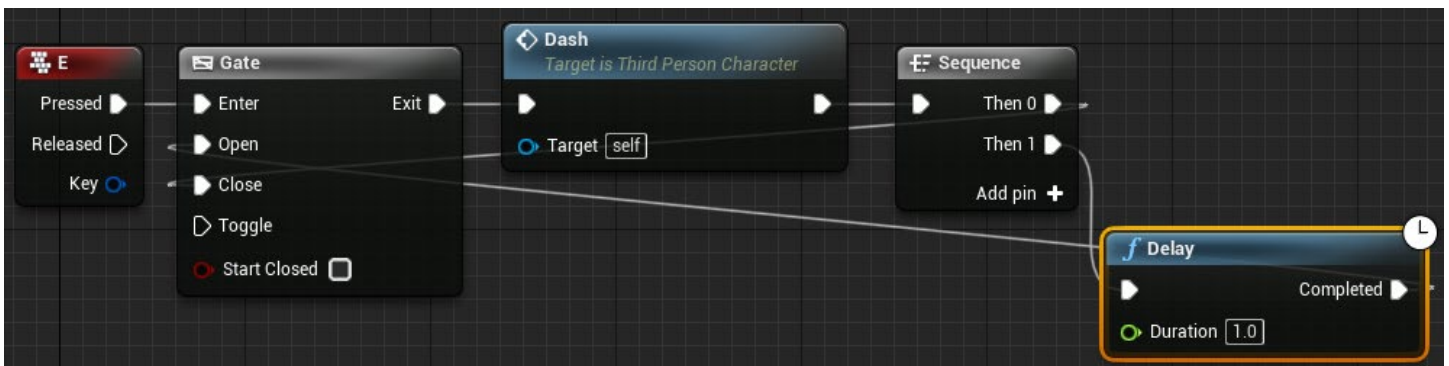 E
Pressed
Released
Key
Gate
Enter
Exit
Open
Close
Toggle
Start Closed
Dash
Target is Third Person Character
Target self
Sequence
Then 0
Then 1
Add pin +
f Delay
Completed
Duration 1.0